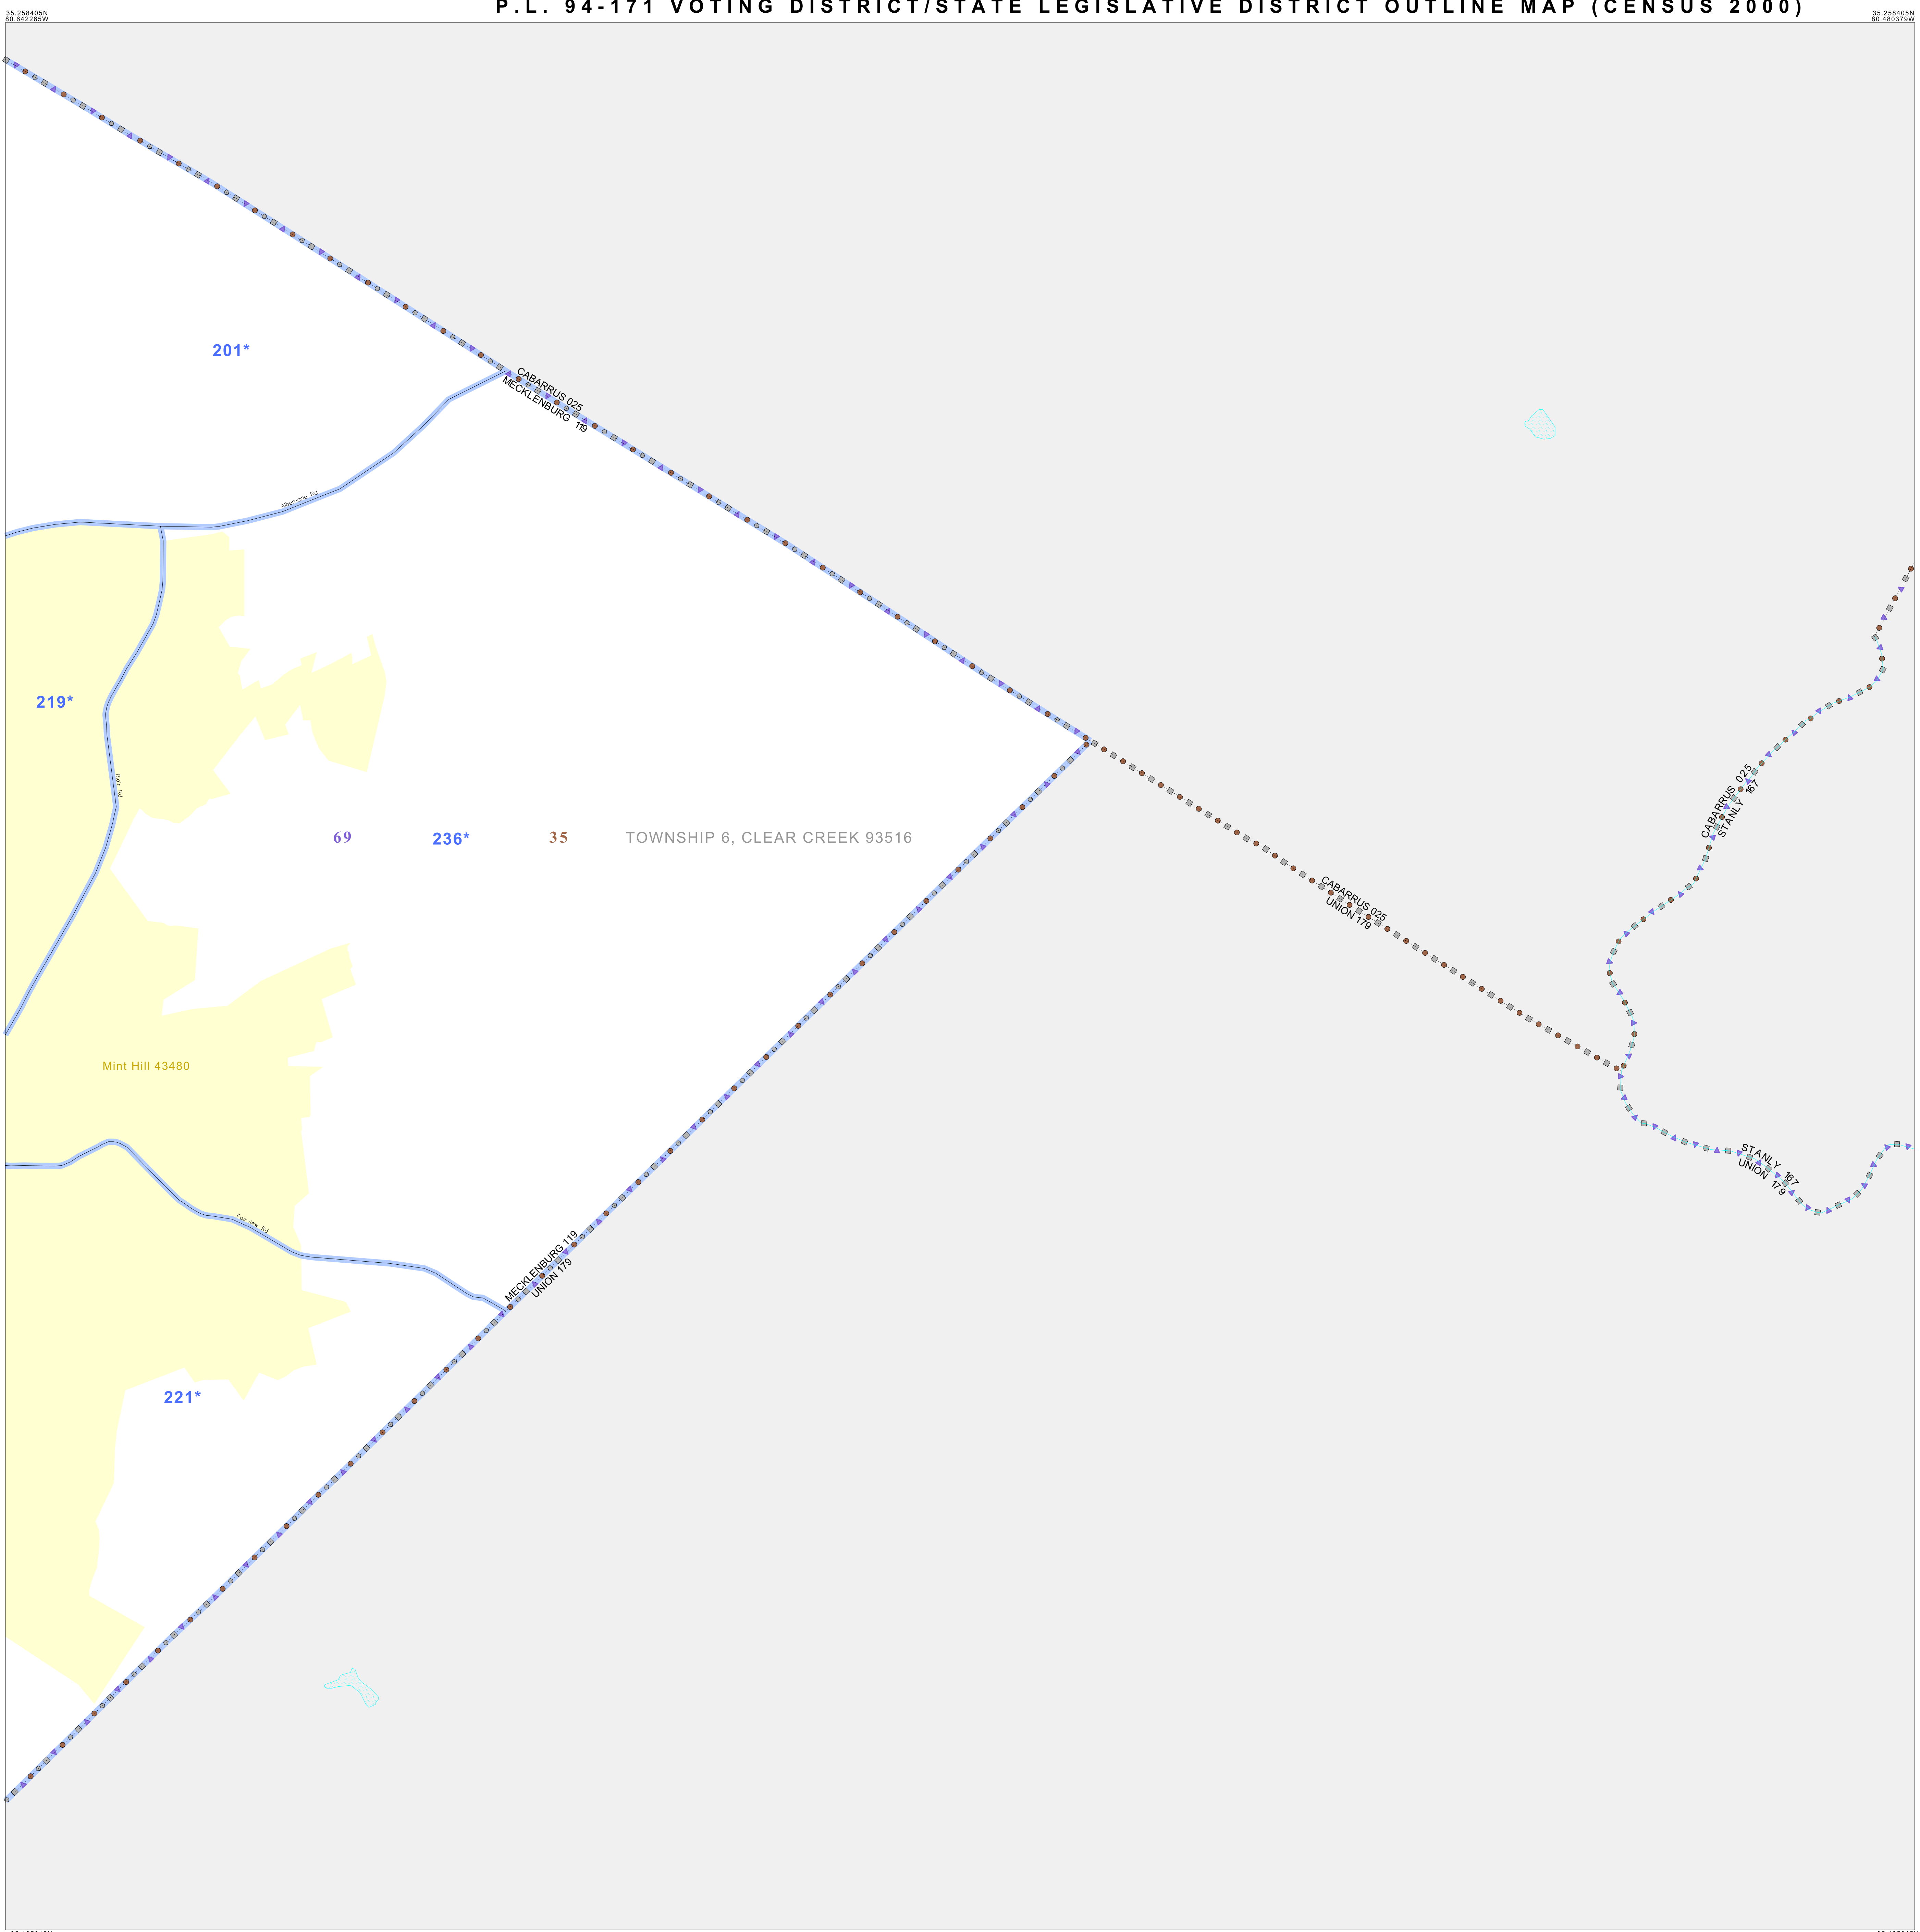 P.L. 94-171 VOTING DISTRICT/STATE LEGISLATIVE DISTRICT OUTLINE MAP (CENSUS 2000)
35.258405N
80.642265W
35.258405N
80.480379W
201*
CABARRUS 025
MECKLENBURG 119
Albemarle Rd
219*
Blair Rd
CABARRUS 025
STANLY 167
69
236*
35
TOWNSHIP 6, CLEAR CREEK 93516
CABARRUS 025
UNION 179
Mint Hill 43480
STANLY 167
UNION 179
Fairview Rd
MECKLENBURG 119
UNION 179
221*